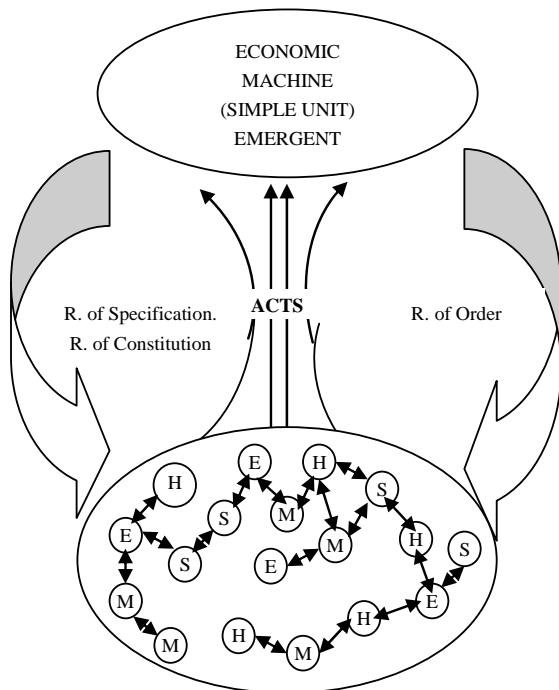 ECONOMIC
MACHINE
(SIMPLE UNIT)
EMERGENT
R. of Specification.
R. of Constitution
ACTS
R. of Order
E
H
H
S
S
M
E
S
E
M
H
S
M
E
H
H
M
M